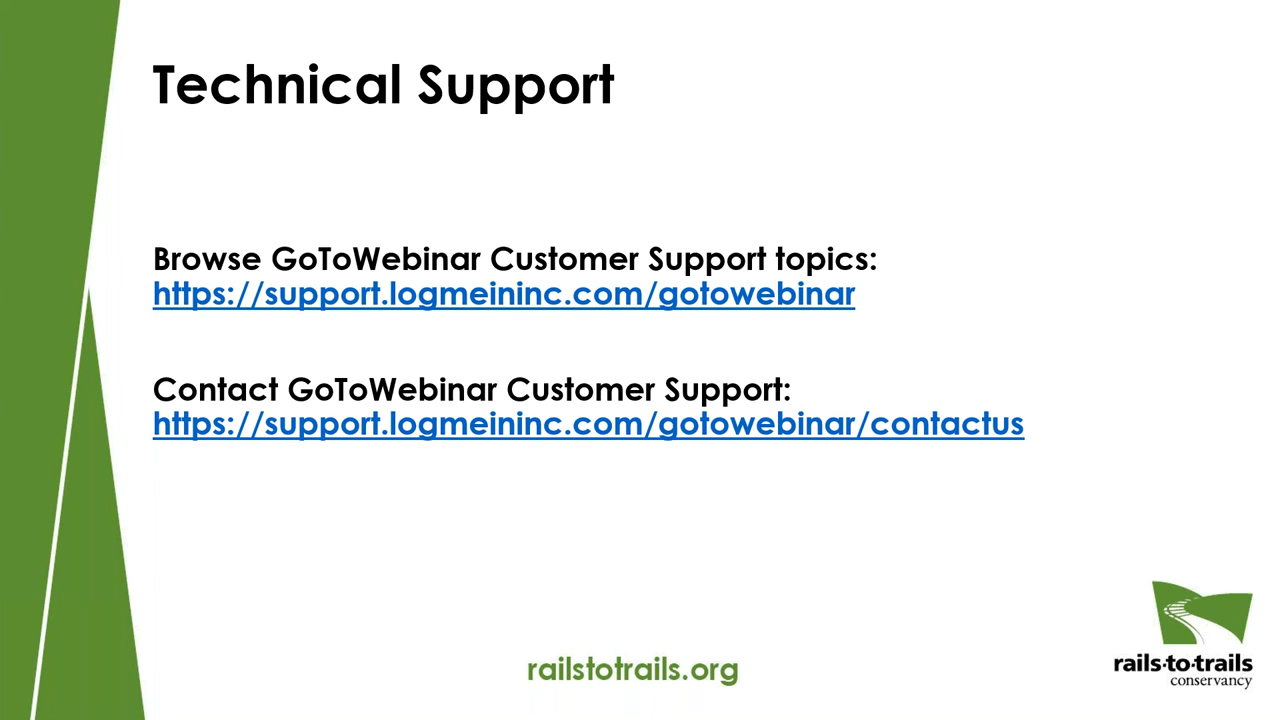 Technical Support
Browse GoToWebinar Customer Support topics:
https://support.logmeininc.com/gotowebinar
Contact GoToWebinar Customer Support:
https://support.logmeininc.com/gotowebinar/contactus
railstotrails.org
rails·to·trails
conservancy